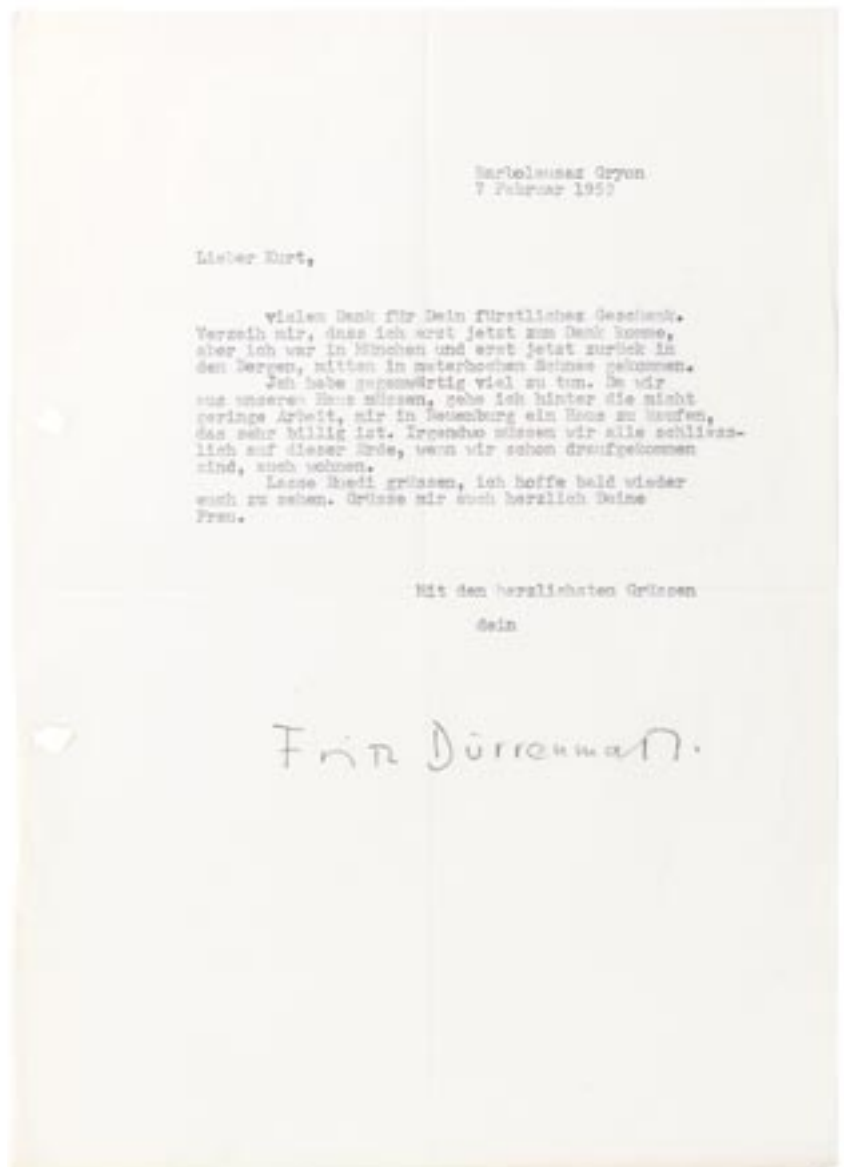 Barboleusaz Gryon
7 Februar 1952
Lieber Kurt,
vielen Dank für Dein fürstliches Geschenk.
Verzeih mir, dass ich erst jetzt zum Dank komme,
aber ich war in München und erst jetzt zurück in
den Bergen, mitten in meterhochen Schnee gekommen.
Ich habe gegenwärtig viel zu tun. Da wir
aus unserem Haus müssen, gehe ich hinter die nicht
geringe Arbeit, mir in Neuenburg ein Haus zu kaufen,
das sehr billig ist. Irgendwo müssen wir alle schliess-
lich auf dieser Erde, wenn wir schon draufgekommen
sind, auch wohnen.
Lasse Ruedi grüssen, ich hoffe bald wieder
euch zu sehen. Grüsse mir auch herzlich Deine
Frau.
Mit den herzlichsten Grüssen
dein
Fritz Dürrenmatt.